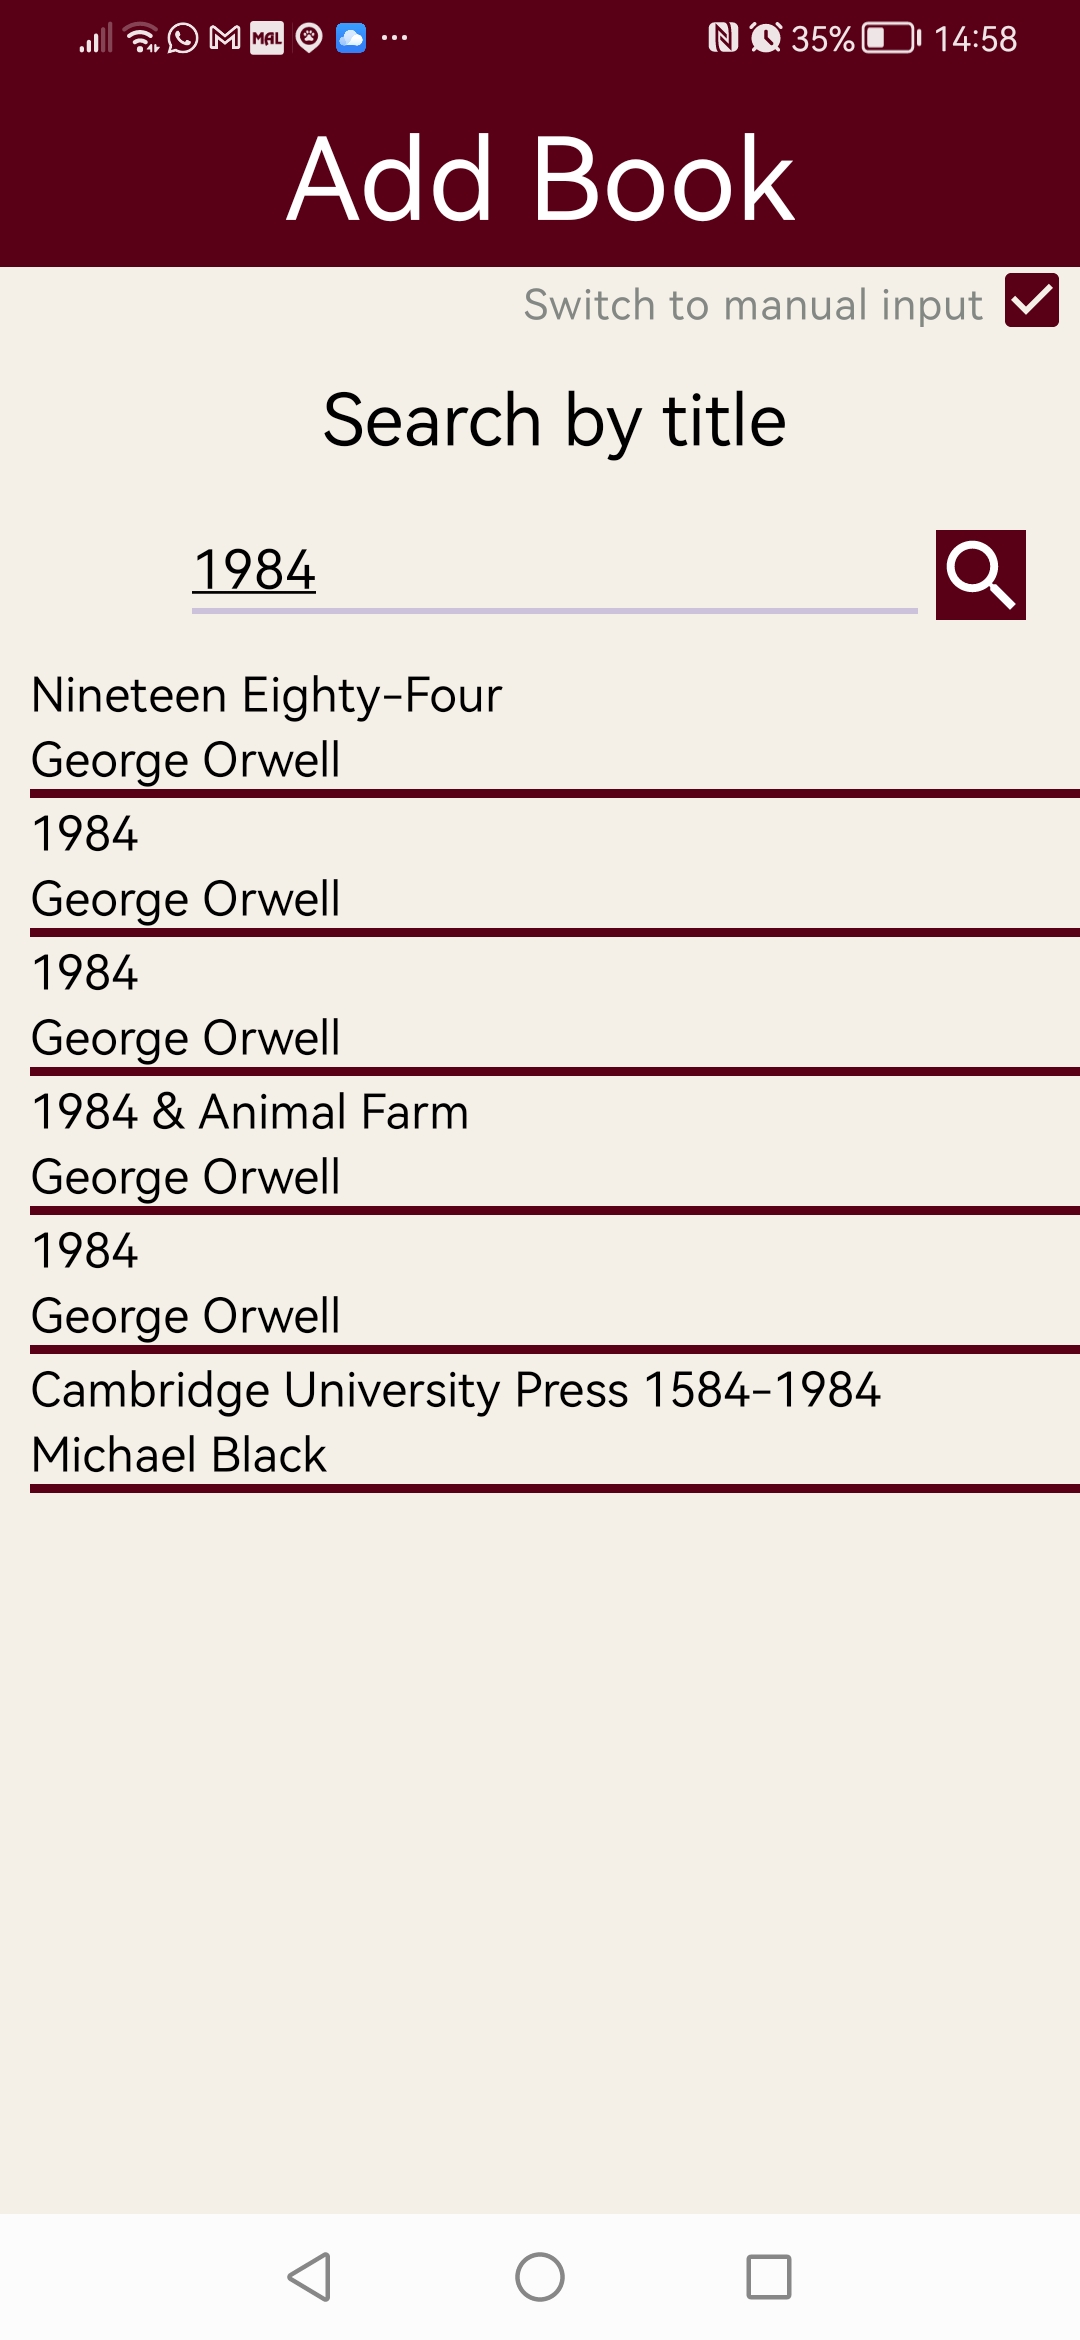 MAL
35%
14:58
Add Book
Switch to manual input
Search by title
1984
Nineteen Eighty-Four
George Orwell
1984
George Orwell
1984
George Orwell
1984 & Animal Farm
George Orwell
1984
George Orwell
Cambridge University Press 1584-1984
Michael Black